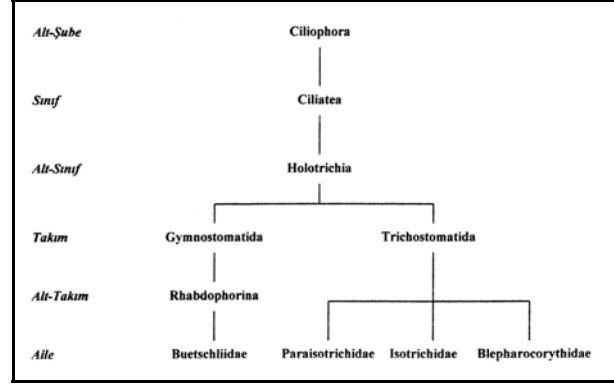 Alt-Şube Ciliophora
Sınıf Ciliatea
Alt-Sınıf Holotrichia
Takım Gymnostomatida Trichostomatida
Alt-Takım Rhabdophorina
Aile Buetschliidae Paraisotrichidae Isotrichidae Blepharocorythidae